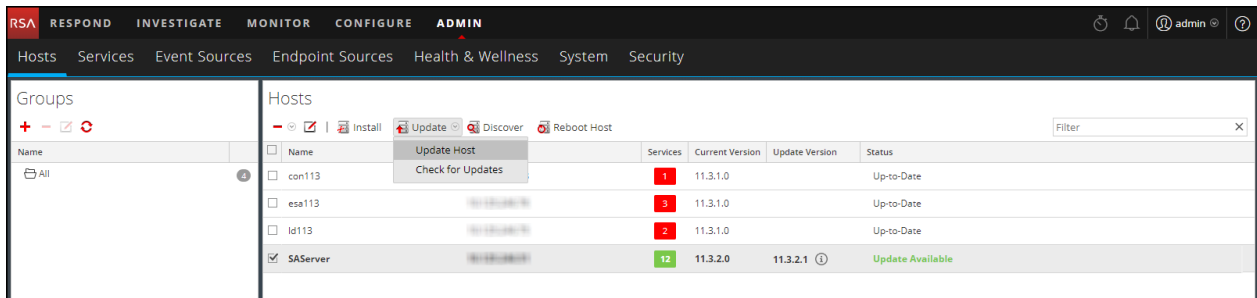 RSA RESPOND INVESTIGATE MONITOR CONFIGURE ADMIN admin
Hosts Services Event Sources Endpoint Sources Health & Wellness System Security
Groups
Name
All 4
Hosts
Install Update Discover Reboot Host Filter
Update Host
Check for Updates
Name Services Current Version Update Version Status
con113 1 11.3.1.0 Up-to-Date
esa113 3 11.3.1.0 Up-to-Date
ld113 2 11.3.1.0 Up-to-Date
SAServer 12 11.3.2.0 11.3.2.1 Update Available